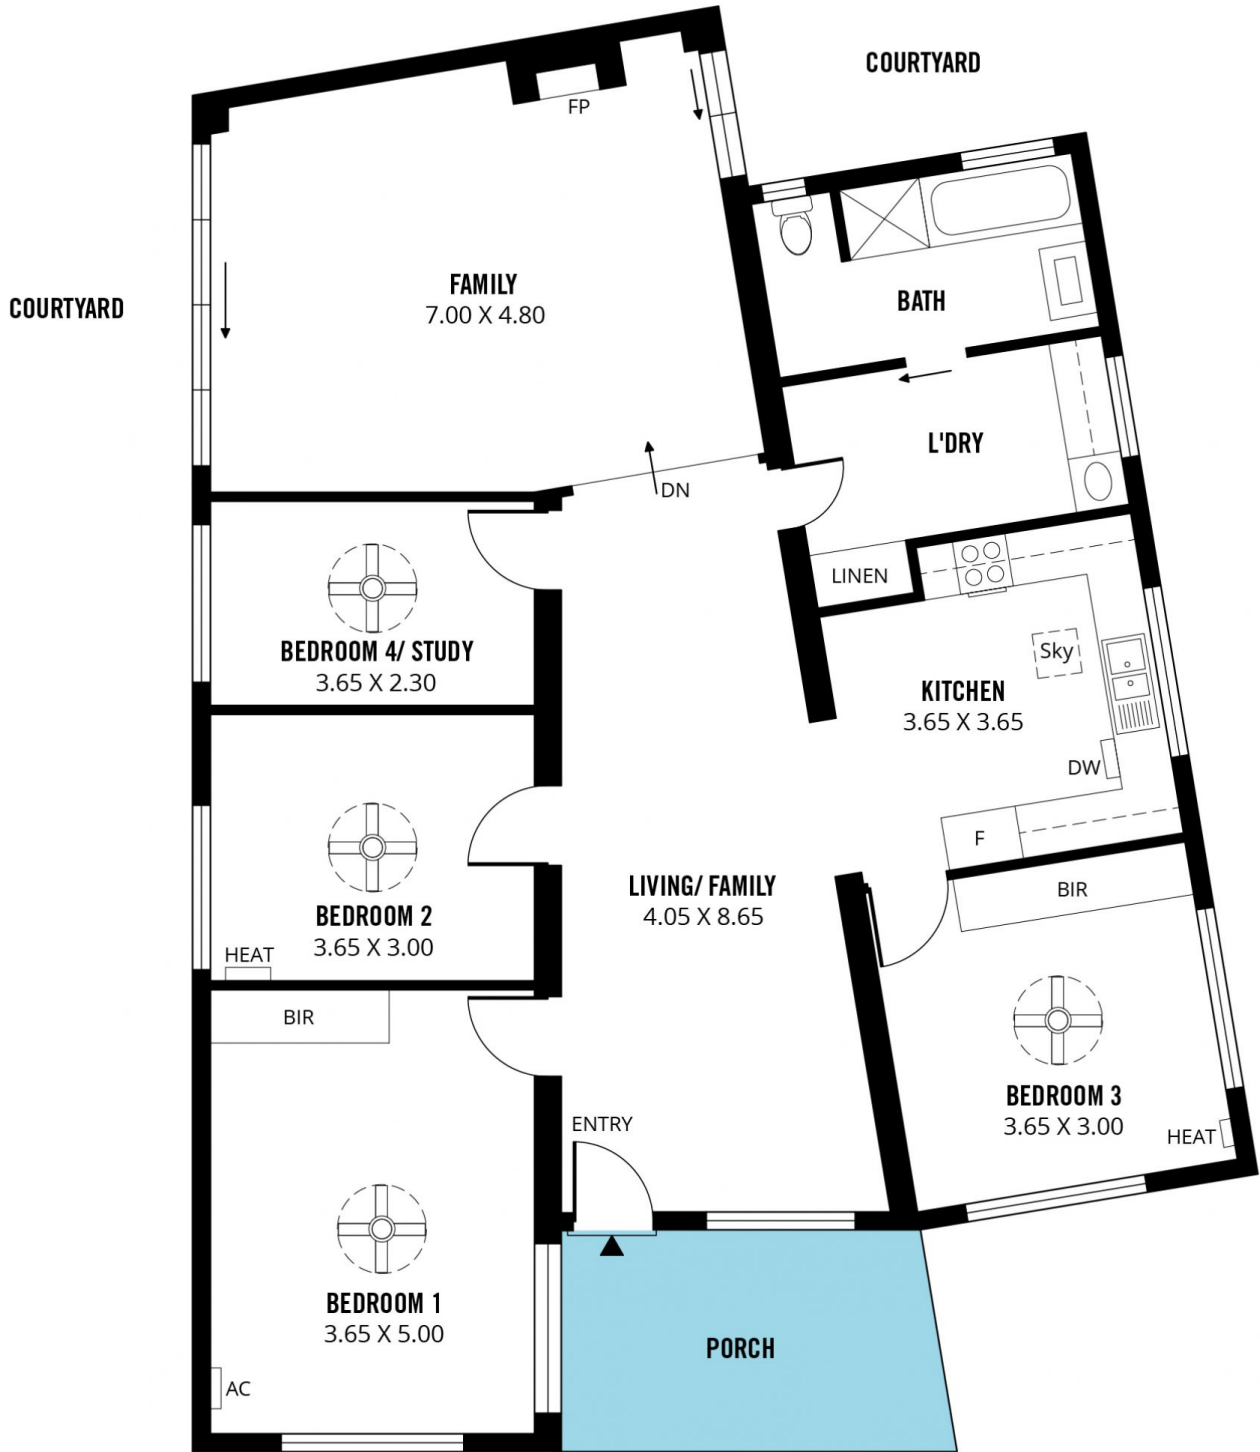 COURTYARD
FP
COURTYARD
FAMILY
7.00 X 4.80
BATH
L'DRY
DN
LINEN
BEDROOM 4/ STUDY
3.65 X 2.30
Sky
KITCHEN
3.65 X 3.65
DW
F
LIVING/ FAMILY
4.05 X 8.65
BIR
BEDROOM 2
3.65 X 3.00
HEAT
BIR
BEDROOM 3
3.65 X 3.00
HEAT
ENTRY
BEDROOM 1
3.65 X 5.00
AC
PORCH